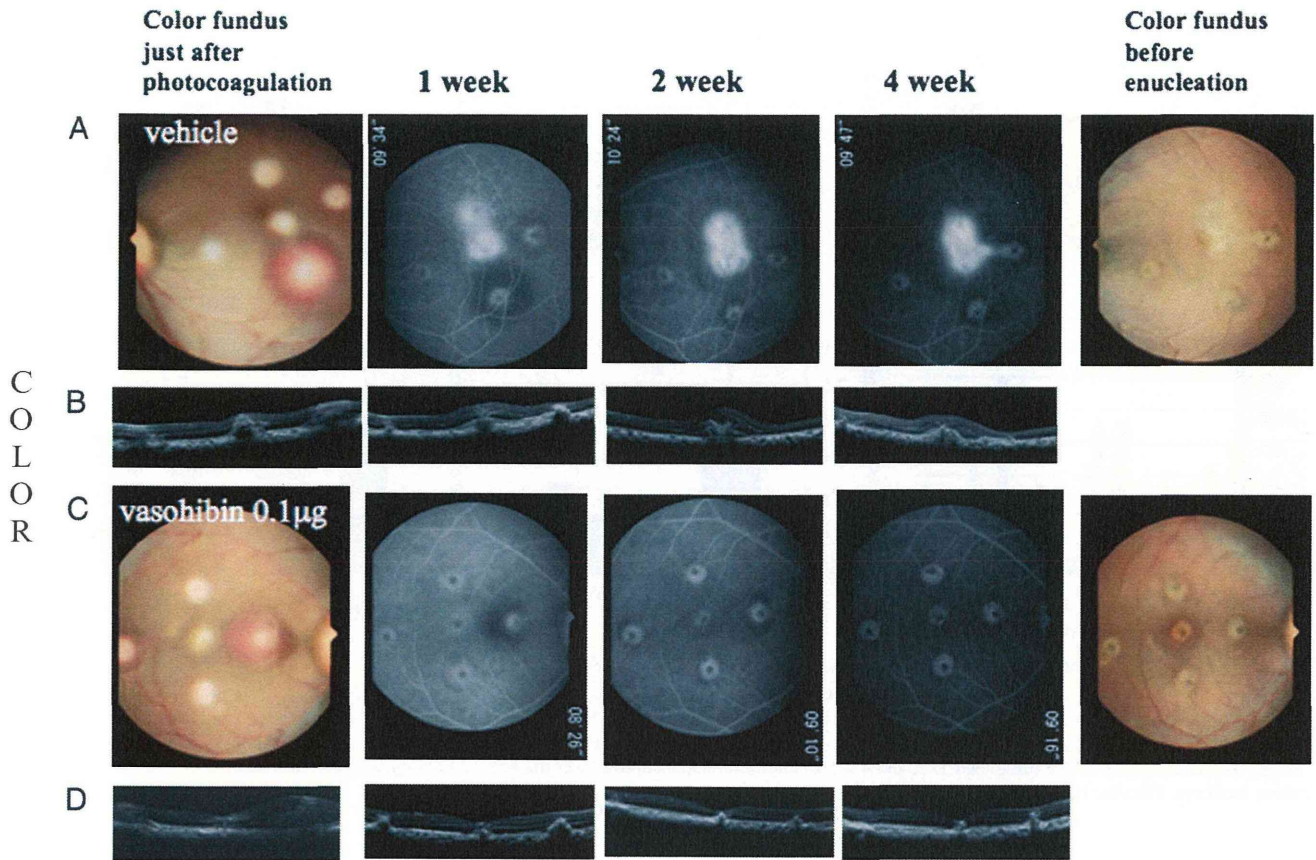 Color fundus
just after
photocoagulation
1 week
2 week
4 week
Color fundus
before
enucleation
A
vehicle
09' 34"
10' 24"
09' 47"
B
C
vasohibin 0.1µg
08' 26"
09' 10"
09' 16"
D
COLOR